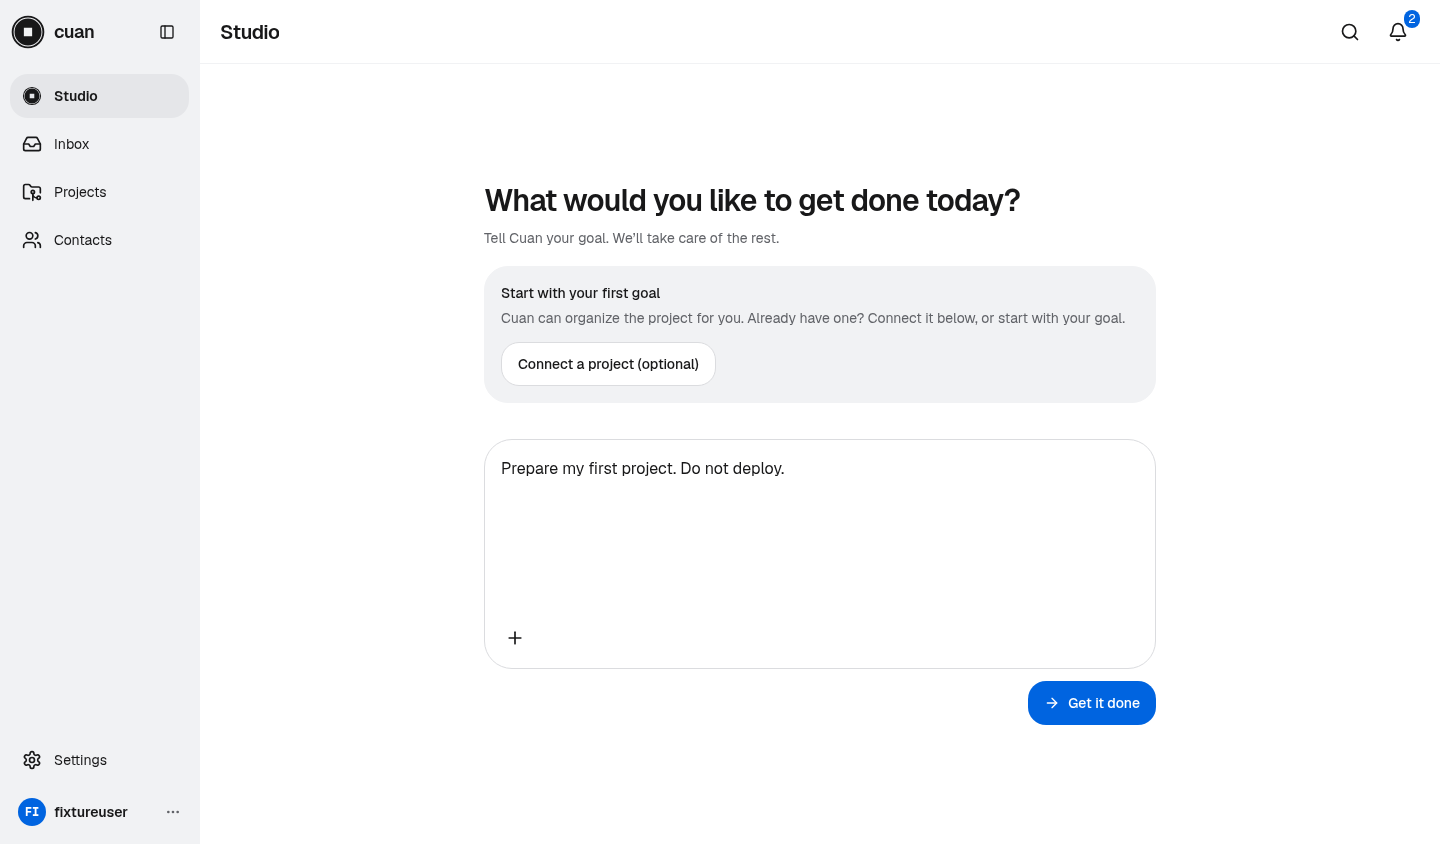 cuan
Studio
2
Studio
Inbox
Projects
Contacts
What would you like to get done today?
Tell Cuan your goal. We’ll take care of the rest.
Start with your first goal
Cuan can organize the project for you. Already have one? Connect it below, or start with your goal.
Connect a project (optional)
Prepare my first project. Do not deploy.
Get it done
Settings
FI fixtureuser